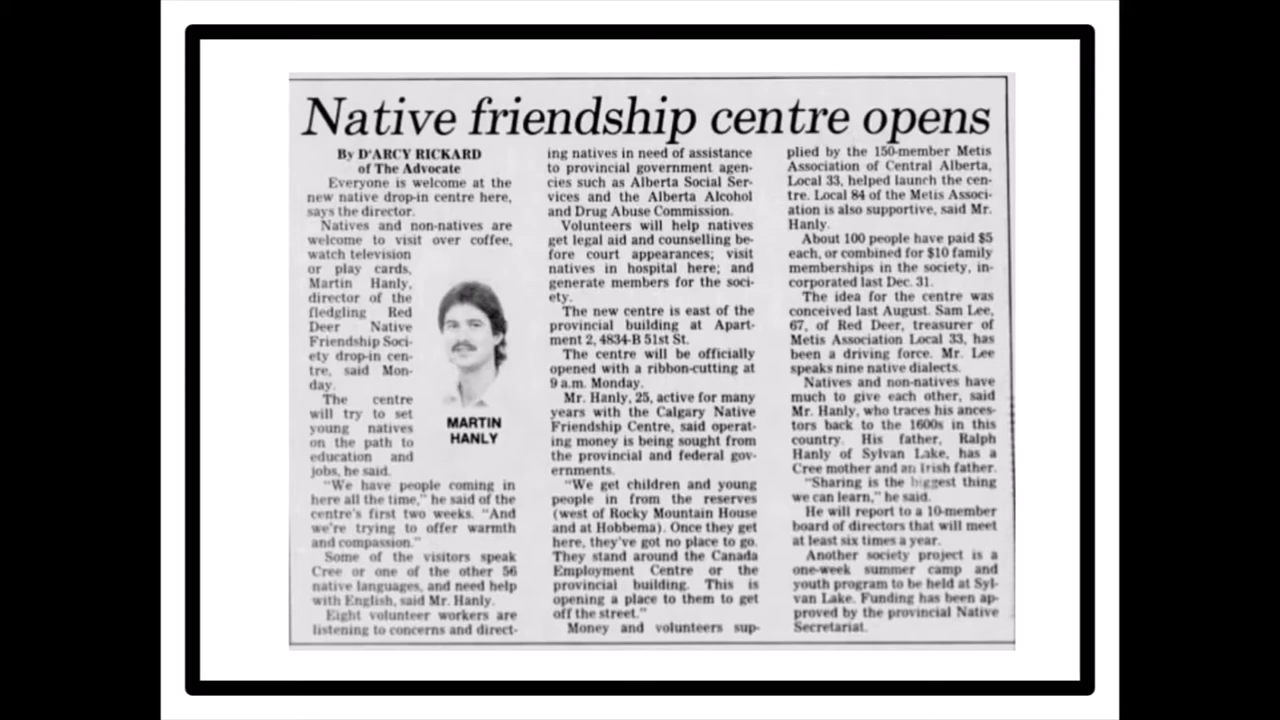 Native friendship centre opens
By D'ARCY RICKARD
of The Advocate
Everyone is welcome at the
new native drop-in centre here,
says the director.
Natives and non-natives are
welcome to visit over coffee,
watch television
or play cards,
Martin Hanly,
director of the
fledgling Red
Deer Native
Friendship Soci-
ety drop-in cen-
tre, said Mon-
day.
The centre
will try to set
young natives
on the path to
education and
jobs, he said.
MARTIN
HANLY
"We have people coming in
here all the time," he said of the
centre's first two weeks. "And
we're trying to offer warmth
and compassion."
Some of the visitors speak
Cree or one of the other 56
native languages, and need help
with English, said Mr. Hanly.
Eight volunteer workers are
listening to concerns and direct-
ing natives in need of assistance
to provincial government agen-
cies such as Alberta Social Ser-
vices and the Alberta Alcohol
and Drug Abuse Commission.
Volunteers will help natives
get legal aid and counselling be-
fore court appearances; visit
natives in hospital here; and
generate members for the soci-
ety.
The new centre is east of the
provincial building at Apart-
ment 2, 4834-B 51st St.
The centre will be officially
opened with a ribbon-cutting at
9 a.m. Monday.
Mr. Hanly, 25, active for many
years with the Calgary Native
Friendship Centre, said operat-
ing money is being sought from
the provincial and federal gov-
ernments.
"We get children and young
people in from the reserves
(west of Rocky Mountain House
and at Hobbema). Once they get
here, they've got no place to go.
They stand around the Canada
Employment Centre or the
provincial building. This is
opening a place to them to get
off the street."
Money and volunteers sup-
plied by the 150-member Metis
Association of Central Alberta,
Local 33, helped launch the cen-
tre. Local 84 of the Metis Associ-
ation is also supportive, said Mr.
Hanly.
About 100 people have paid $5
each, or combined for $10 family
memberships in the society, in-
corporated last Dec. 31.
The idea for the centre was
conceived last August. Sam Lee,
67, of Red Deer, treasurer of
Metis Association Local 33, has
been a driving force. Mr. Lee
speaks nine native dialects.
Natives and non-natives have
much to give each other, said
Mr. Hanly, who traces his ances-
tors back to the 1600s in this
country. His father, Ralph
Hanly of Sylvan Lake, has a
Cree mother and an Irish father.
"Sharing is the biggest thing
we can learn," he said.
He will report to a 10-member
board of directors that will meet
at least six times a year.
Another society project is a
one-week summer camp and
youth program to be held at Syl-
van Lake. Funding has been ap-
proved by the provincial Native
Secretariat.